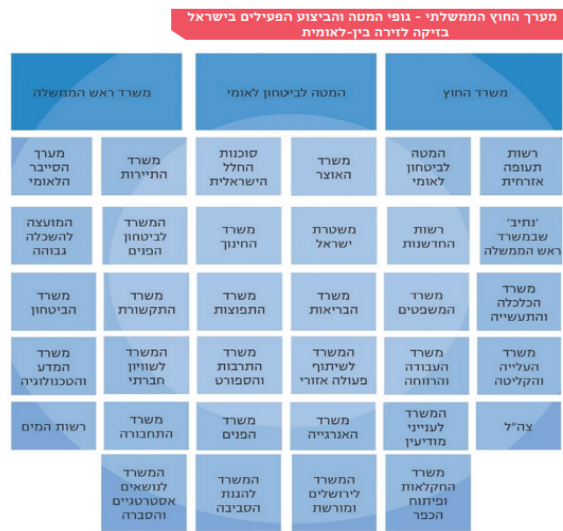 מערך החוץ הממשלתי - גופי המטה והביצוע הפעילים בישראל
בזיקה לזירה בין-לאומית
משרד החוץ
המטה לביטחון לאומי
משרד ראש הממשלה
רשות
תעופה
אזרחית
המטה
לביטחון
לאומי
משרד
האוצר
סוכנות
החלל
הישראלית
משרד
התיירות
מערך
הסייבר
הלאומי
'נתיב'
שבמשרד
ראש הממשלה
רשות
החדשנות
משטרת
ישראל
משרד
החינוך
המשרד
לביטחון
הפנים
המועצה
להשכלה
גבוהה
משרד
הכלכלה
והתעשייה
משרד
המשפטים
משרד
הבריאות
משרד
התפוצות
משרד
התקשורת
משרד
הביטחון
משרד
העלייה
והקליטה
משרד
העבודה
והרווחה
המשרד
לשיתוף
פעולה אזורי
משרד
התרבות
והספורט
המשרד
לשוויון
חברתי
משרד
המדע
והטכנולוגיה
צה"ל
המשרד
לענייני
מודיעין
משרד
האנרגייה
משרד
הפנים
משרד
התחבורה
רשות המים
משרד
החקלאות
ופיתוח
הכפר
המשרד
לירושלים
ומורשת
המשרד
להגנת
הסביבה
המשרד
לנושאים
אסטרטגיים
והסברה